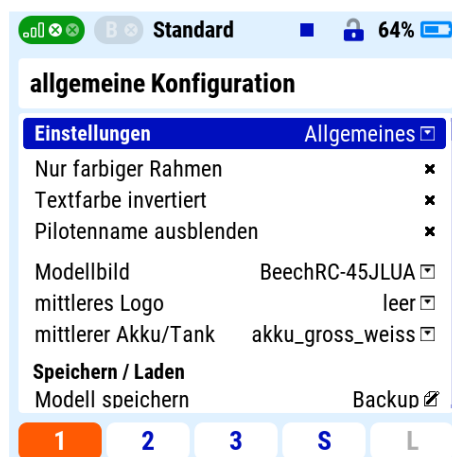 B Standard 64%
allgemeine Konfiguration
Einstellungen Allgemeines
Nur farbiger Rahmen
Textfarbe invertiert
Pilotenname ausblenden
Modellbild BeechRC-45JLUA
mittleres Logo leer
mittlerer Akku/Tank akku_gross_weiss
Speichern / Laden
Modell speichern Backup
1 2 3 S L